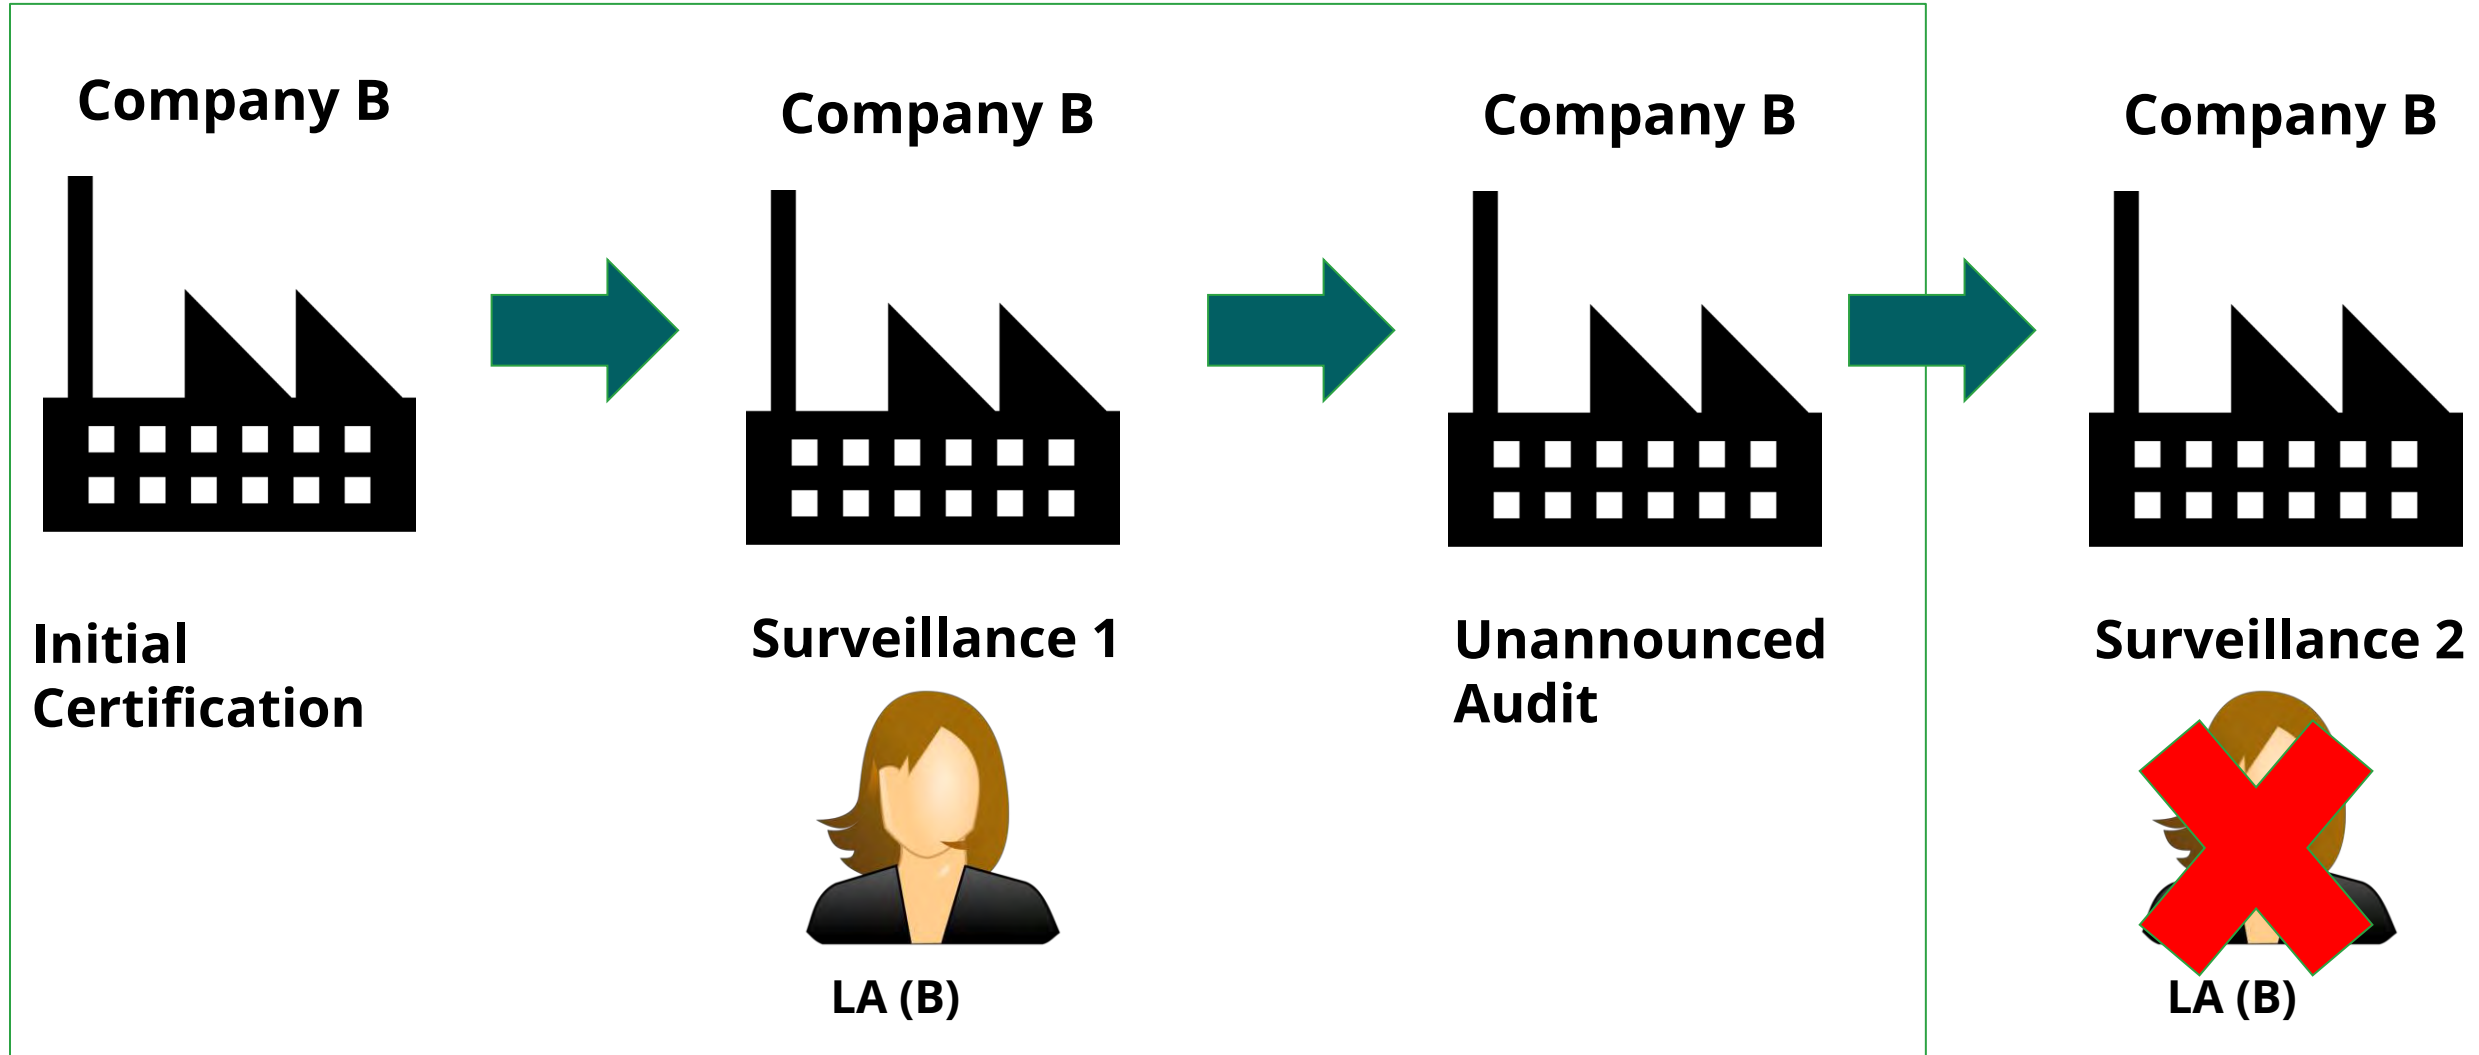 Company B
Company B
Company B
Company B
Initial
Certification
Surveillance 1
Unannounced
Audit
Surveillance 2
LA (B)
LA (B)